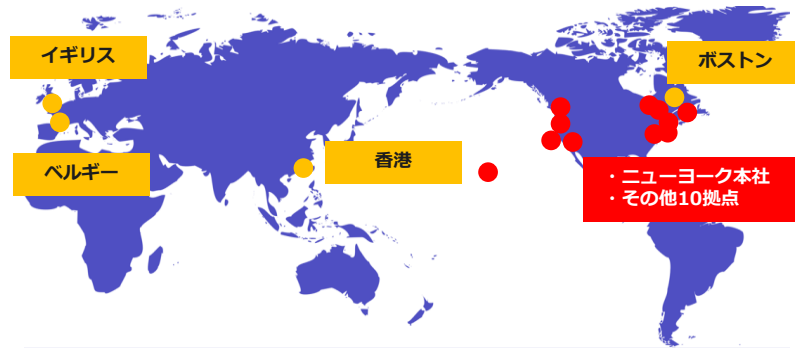 イギリス
ボストン
香港
ベルギー
・ニューヨーク本社
・その他10拠点